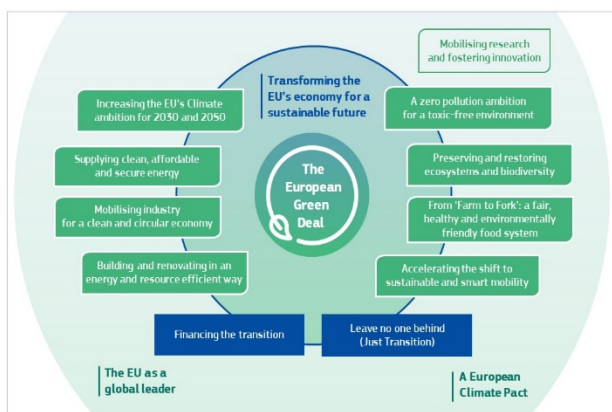 Mobilising research
and fostering innovation
Transforming the
EU's economy for a
sustainable future
Increasing the EU's Climate
ambition for 2030 and 2050
A zero pollution ambition
for a toxic-free environment
Supplying clean, affordable
and secure energy
Preserving and restoring
ecosystems and biodiversity
The
European
Green
Deal
Mobilising industry
for a clean and circular economy
From 'Farm to Fork': a fair,
healthy and environmentally
friendly food system
Building and renovating in an
energy and resource efficient way
Accelerating the shift to
sustainable and smart mobility
Financing the transition
Leave no one behind
(Just Transition)
The EU as a
global leader
A European
Climate Pact